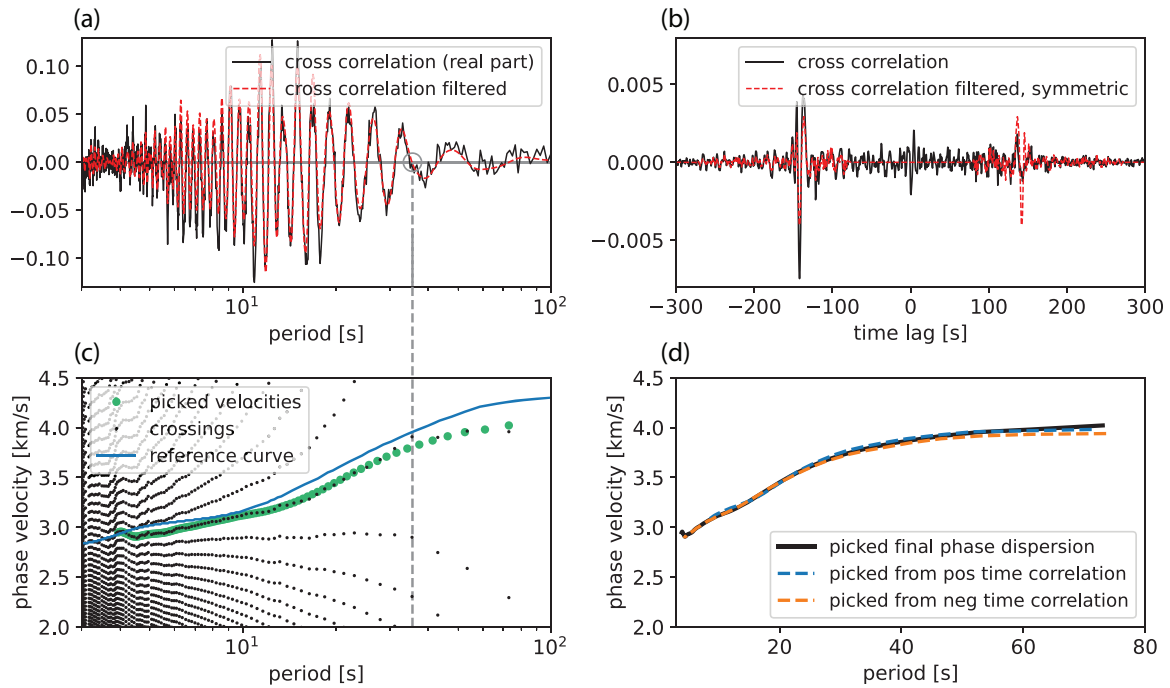 (a)
0.10
0.05
0.00
−0.05
−0.10
cross correlation (real part)
cross correlation filtered
10¹
10²
period [s]
(b)
0.005
0.000
−0.005
cross correlation
cross correlation filtered, symmetric
−300 −200 −100 0 100 200 300
time lag [s]
(c)
phase velocity [km/s]
4.5
4.0
3.5
3.0
2.5
2.0
picked velocities
crossings
reference curve
10¹
10²
period [s]
(d)
phase velocity [km/s]
4.5
4.0
3.5
3.0
2.5
2.0
picked final phase dispersion
picked from pos time correlation
picked from neg time correlation
20 40 60 80
period [s]